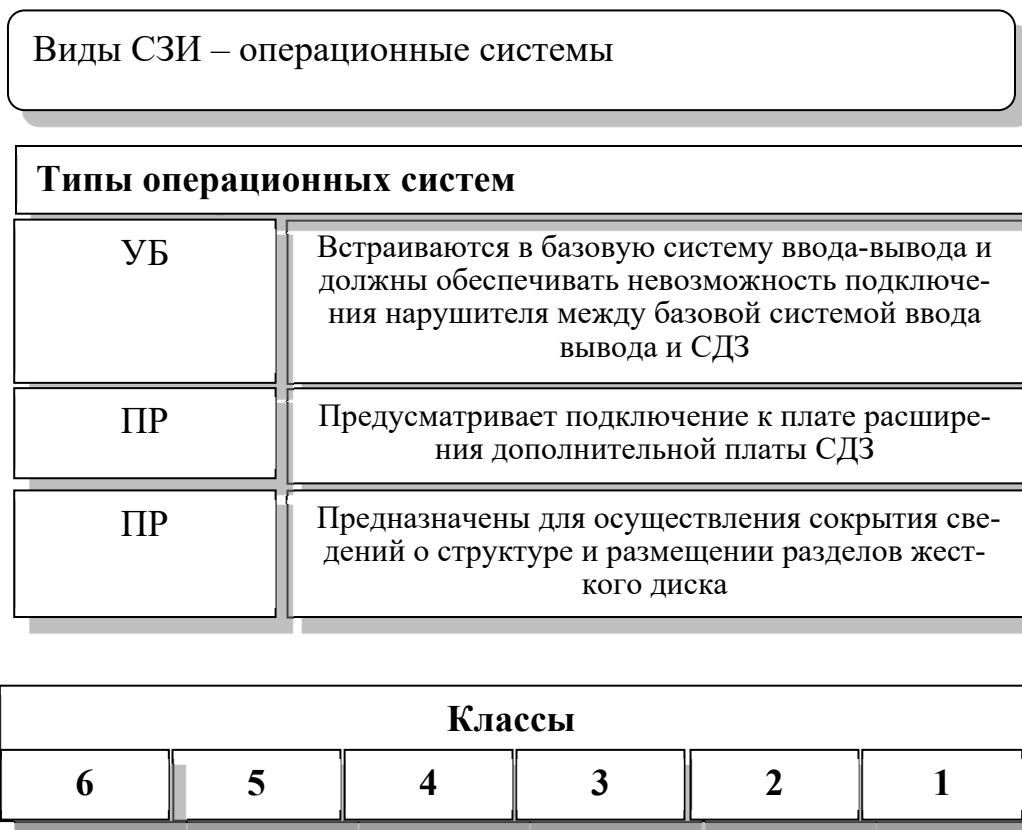 Виды СЗИ – операционные системы
Типы операционных систем
УБ
Встраиваются в базовую систему ввода-вывода и
должны обеспечивать невозможность подключе-
ния нарушителя между базовой системой ввода
вывода и СДЗ
ПР
Предусматривает подключение к плате расшире-
ния дополнительной платы СДЗ
ПР
Предназначены для осуществления сокрытия све-
дений о структуре и размещении разделов жест-
кого диска
Классы
6 5 4 3 2 1